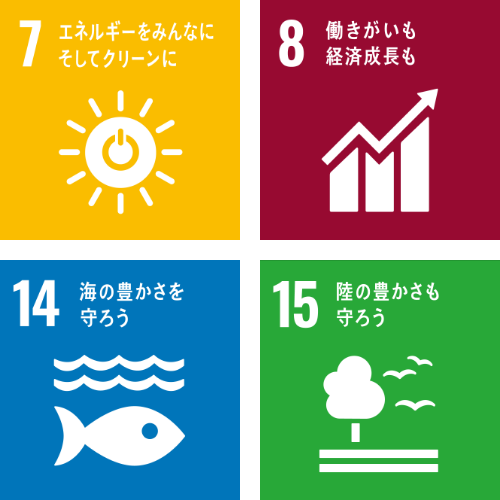 7 エネルギーをみんなに
そしてクリーンに
8 働きがいも
経済成長も
14 海の豊かさを
守ろう
15 陸の豊かさも
守ろう